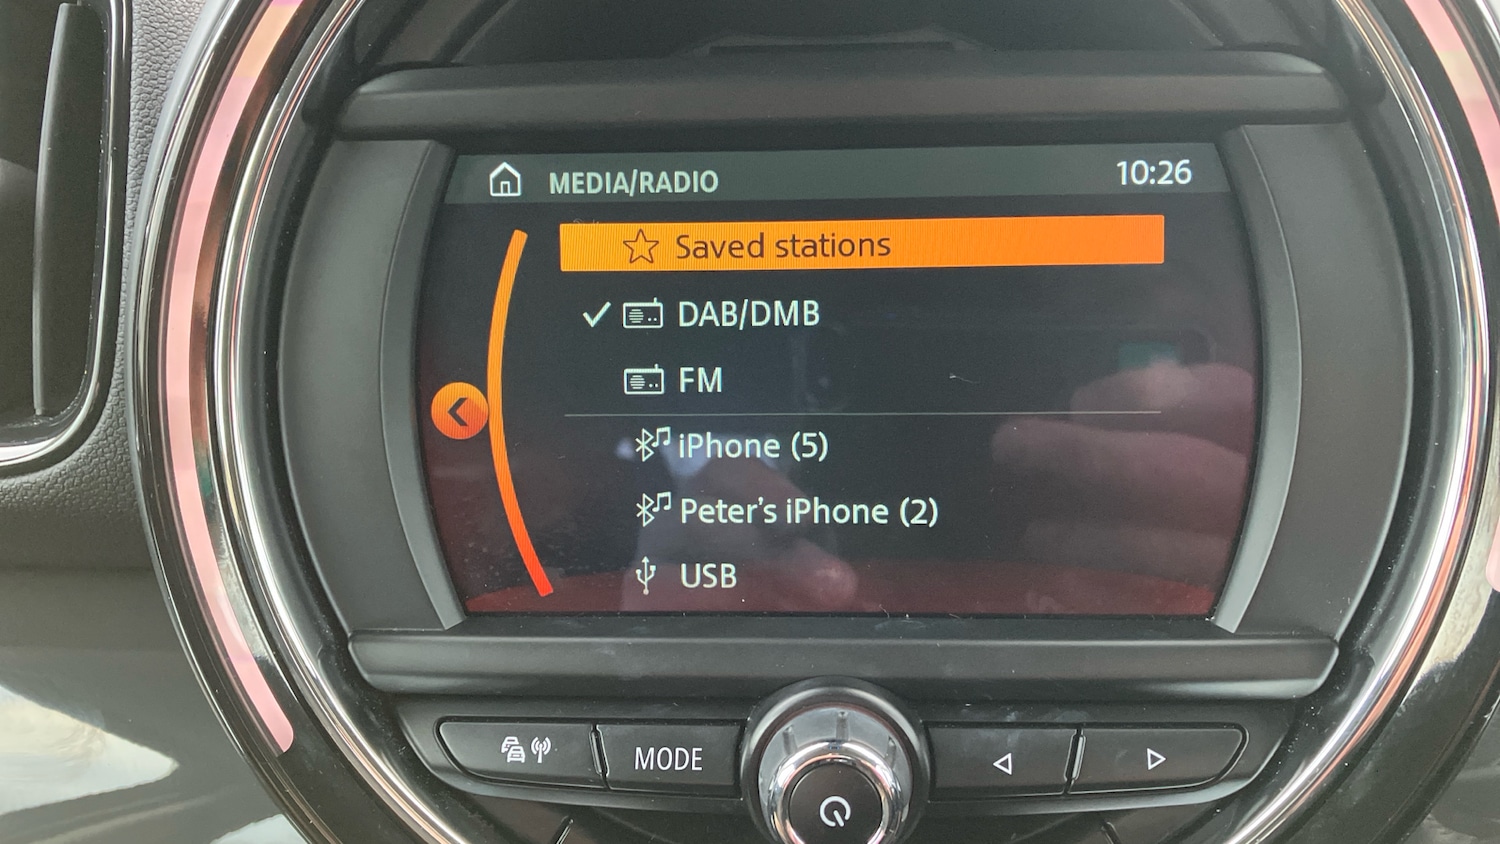 MEDIA/RADIO 10:26
Saved stations
DAB/DMB
FM
iPhone (5)
Peter's iPhone (2)
USB
MODE